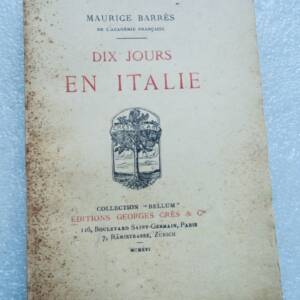 MAURICE BARRÈS
DE L'ACADÉMIE FRANÇAISE
DIX JOURS
EN ITALIE
COLLECTION "BELLUM"
ÉDITIONS GEORGES CRÈS & Cie
116, BOULEVARD SAINT-GERMAIN, PARIS
7, RÄMISTRASSE, ZÜRICH
MCMXVI